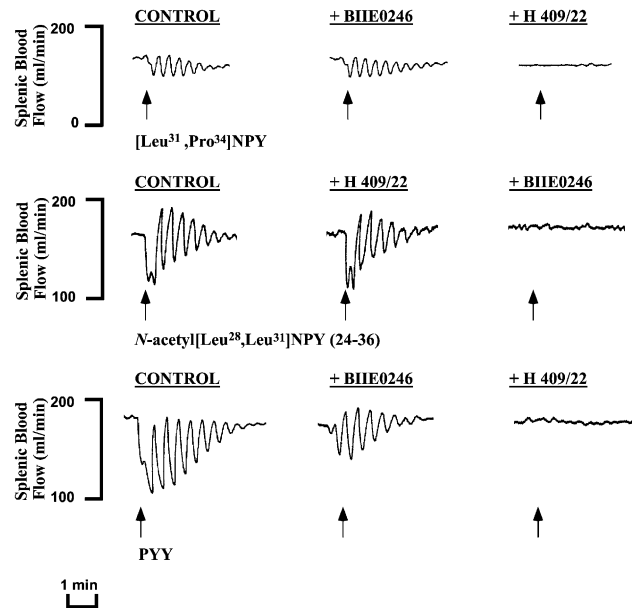 CONTROL + BIIE0246 + H 409/22
200
Splenic Blood
Flow (ml/min)
0
[Leu31 ,Pro34]NPY
CONTROL + H 409/22 + BIIE0246
200
Splenic Blood
Flow (ml/min)
100
N-acetyl[Leu28,Leu31]NPY (24-36)
CONTROL + BIIE0246 + H 409/22
200
Splenic Blood
Flow (ml/min)
100
PYY
1 min